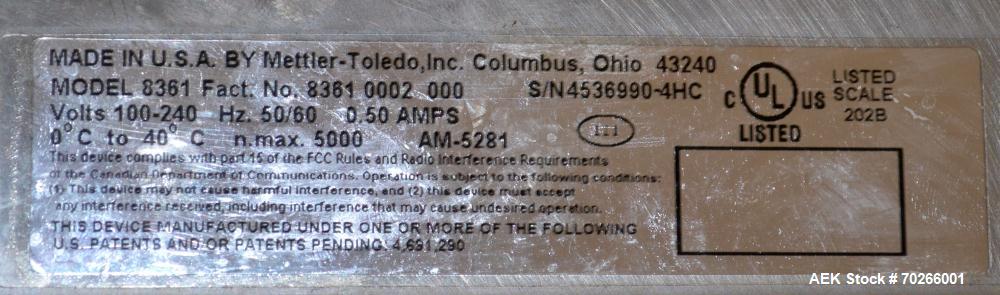 MADE IN U.S.A. BY Mettler-Toledo,Inc. Columbus, Ohio 43240
MODEL 8361 Fact. No. 8361 0002 000 S/N4536990-4HC
Volts 100-240 Hz. 50/60 0.50 AMPS
0°C to 40°C n.max. 5000 AM-5281
This device complies with part 15 of the FCC Rules and Radio Interference Requirements
of the Canadian Department of Communications. Operation is subject to the following conditions:
(1) This device may not cause harmful interference, and (2) this device must accept
any interference received, including interference that may cause undesired operation.
THIS DEVICE MANUFACTURED UNDER ONE OR MORE OF THE FOLLOWING
U.S. PATENTS AND/OR PATENTS PENDING: 4,691,290
C UL US
LISTED
LISTED
SCALE
202B
AEK Stock # 70266001